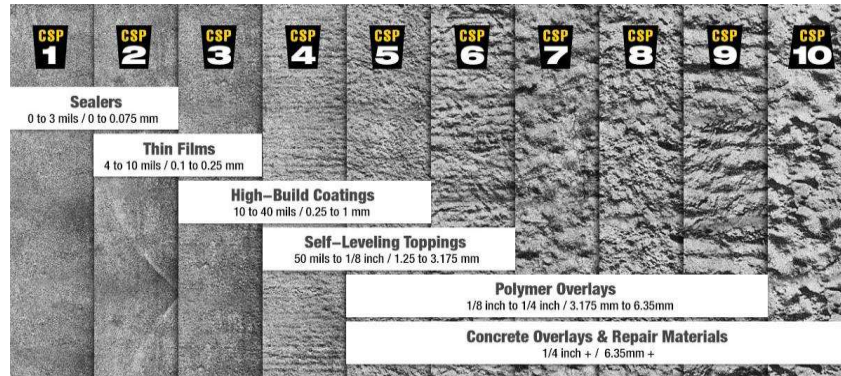 CSP 1
CSP 2
CSP 3
CSP 4
CSP 5
CSP 6
CSP 7
CSP 8
CSP 9
CSP 10
Sealers
0 to 3 mils / 0 to 0.075 mm
Thin Films
4 to 10 mils / 0.1 to 0.25 mm
High–Build Coatings
10 to 40 mils / 0.25 to 1 mm
Self–Leveling Toppings
50 mils to 1/8 inch / 1.25 to 3.175 mm
Polymer Overlays
1/8 inch to 1/4 inch / 3.175 mm to 6.35mm
Concrete Overlays & Repair Materials
1/4 inch + / 6.35mm +